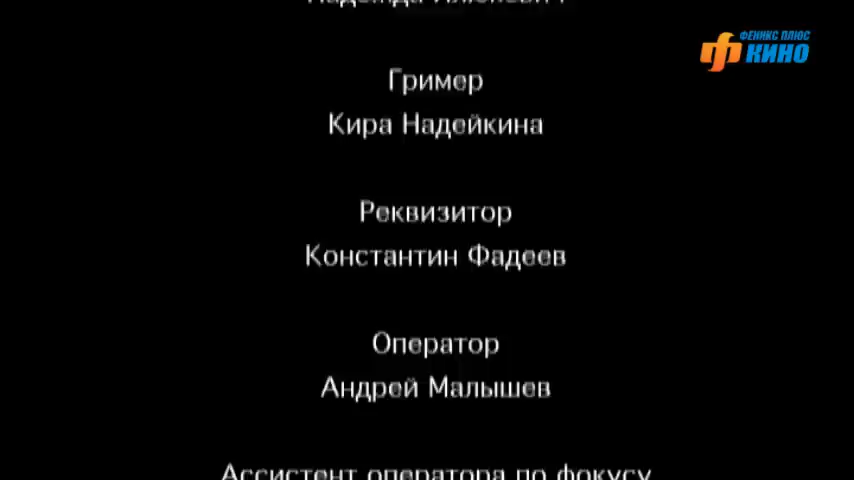 ФЕНИКС ПЛЮС
КИНО
Гример
Кира Надейкина
Реквизитор
Константин Фадеев
Оператор
Андрей Малышев
Ассистент оператора по фокусу